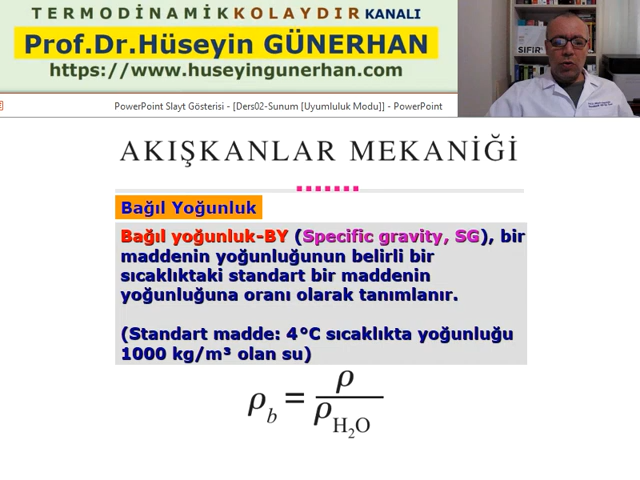 TERMODİNAMİKKOLAYDIR KANALI
Prof.Dr.Hüseyin GÜNERHAN
https://www.huseyingunerhan.com
PowerPoint Slayt Gösterisi - [Ders02-Sunum [Uyumluluk Modu]] - PowerPoint
SIFIR
AKIŞKANLAR MEKANİĞİ
Bağıl Yoğunluk
Bağıl yoğunluk-BY (Specific gravity, SG), bir
maddenin yoğunluğunun belirli bir
sıcaklıktaki standart bir maddenin
yoğunluğuna oranı olarak tanımlanır.
(Standart madde: 4°C sıcaklıkta yoğunluğu
1000 kg/m³ olan su)
ρb = ρ / ρH2O